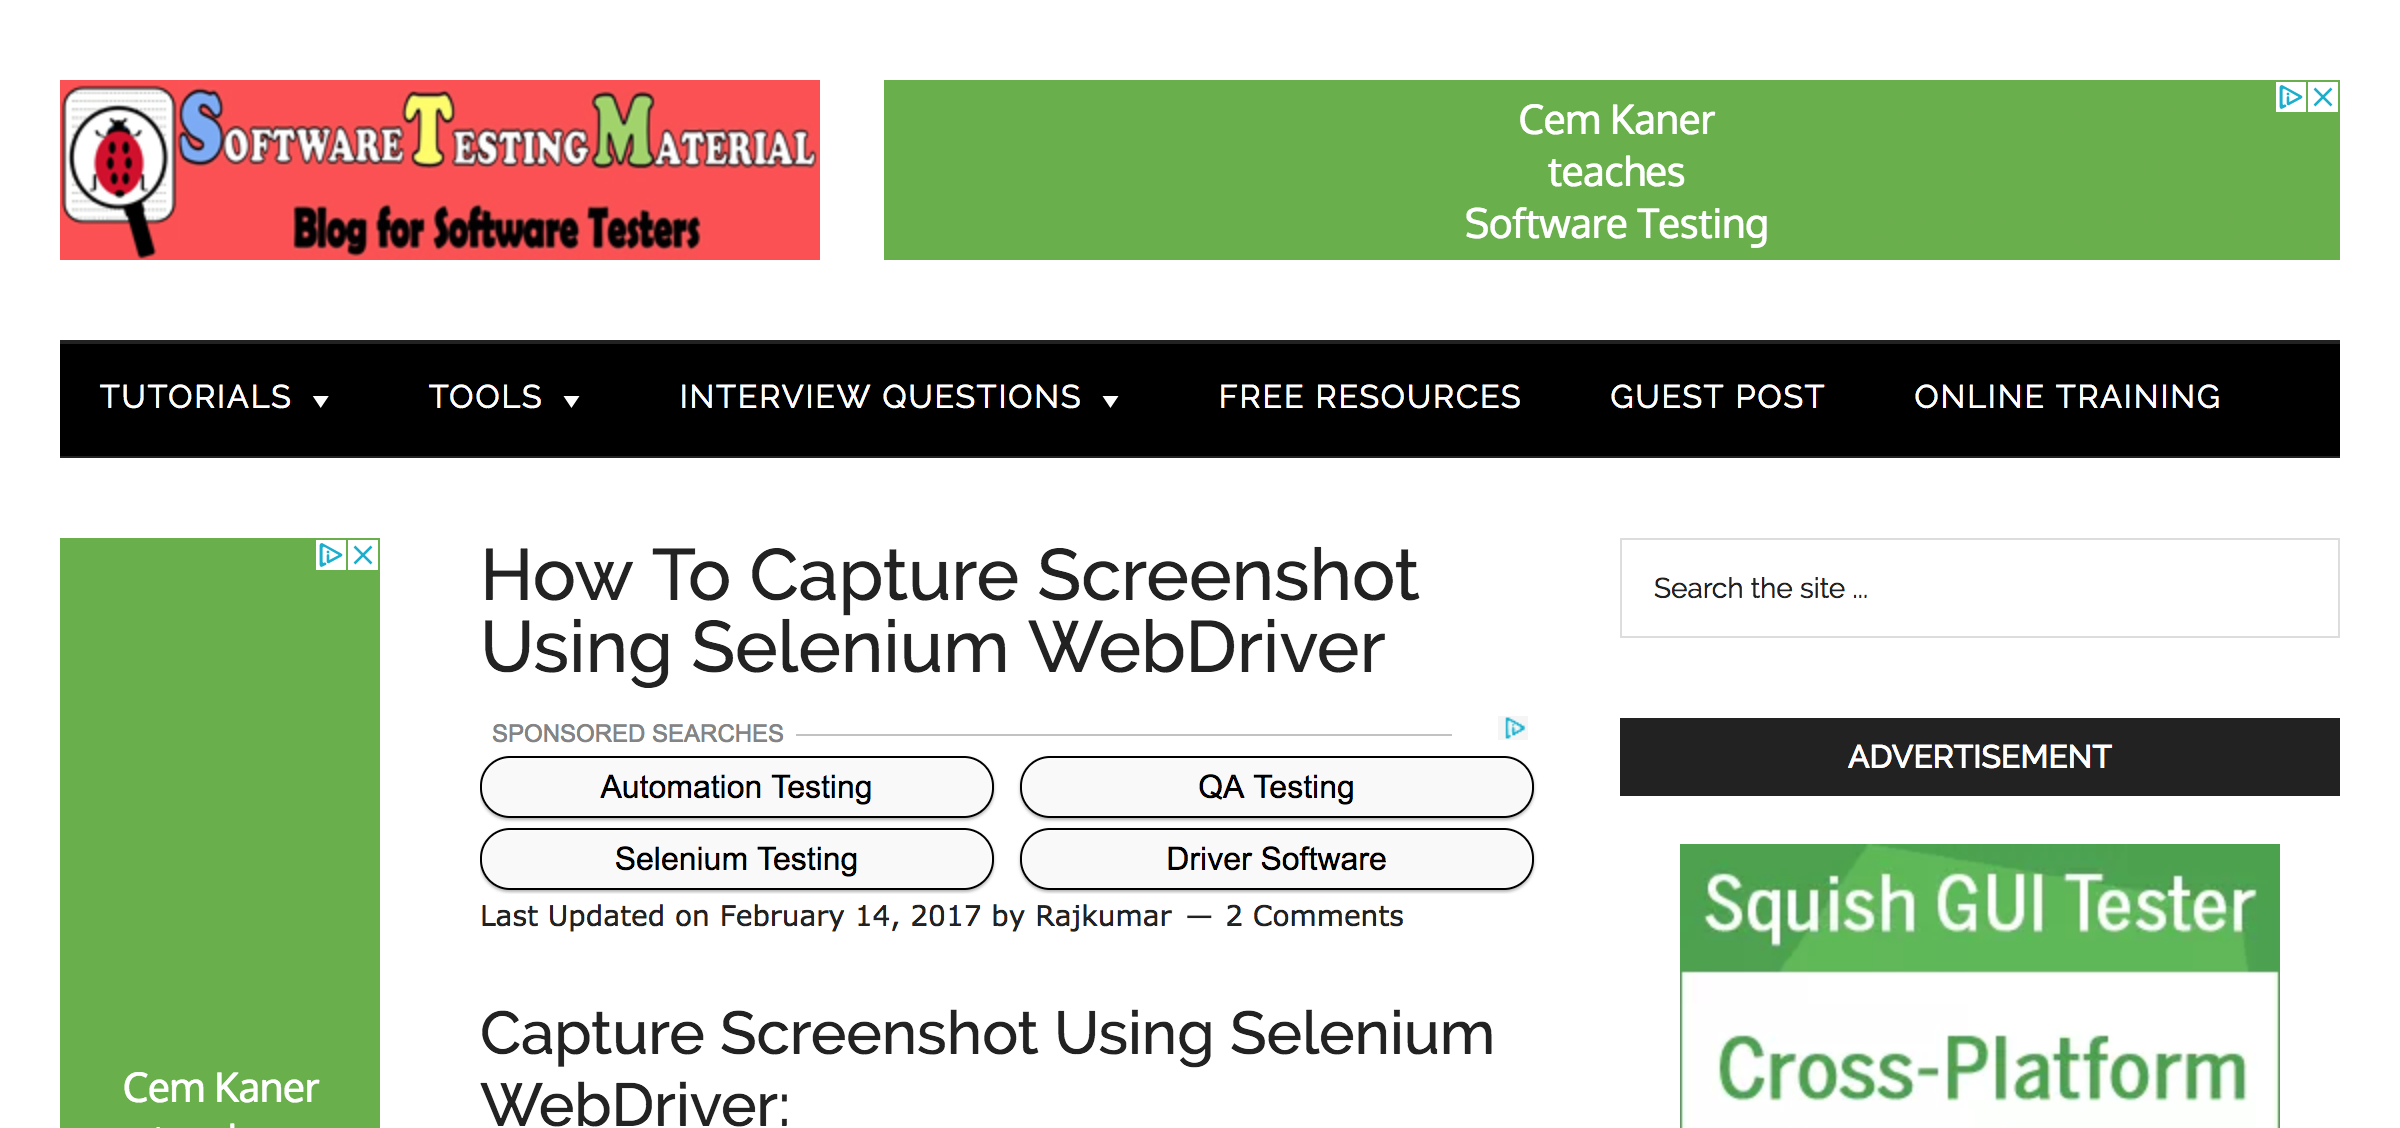 SOFTWARE TESTING MATERIAL
Blog for Software Testers
Cem Kaner
teaches
Software Testing
TUTORIALS
TOOLS
INTERVIEW QUESTIONS
FREE RESOURCES
GUEST POST
ONLINE TRAINING
How To Capture Screenshot
Using Selenium WebDriver
SPONSORED SEARCHES
Automation Testing
QA Testing
Selenium Testing
Driver Software
Last Updated on February 14, 2017 by Rajkumar — 2 Comments
Capture Screenshot Using Selenium
WebDriver:
Cem Kaner
Search the site ...
ADVERTISEMENT
Squish GUI Tester
Cross-Platform